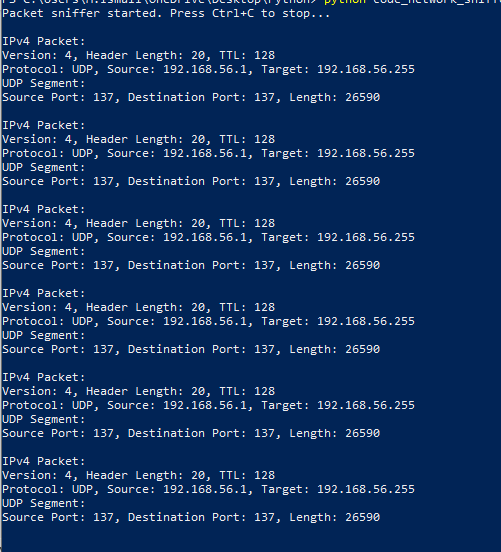 PS C:\Users\h.ismail\OneDrive\Desktop\Python> python code_network_sniff
Packet sniffer started. Press Ctrl+C to stop...
IPv4 Packet:
Version: 4, Header Length: 20, TTL: 128
Protocol: UDP, Source: 192.168.56.1, Target: 192.168.56.255
UDP Segment:
Source Port: 137, Destination Port: 137, Length: 26590
IPv4 Packet:
Version: 4, Header Length: 20, TTL: 128
Protocol: UDP, Source: 192.168.56.1, Target: 192.168.56.255
UDP Segment:
Source Port: 137, Destination Port: 137, Length: 26590
IPv4 Packet:
Version: 4, Header Length: 20, TTL: 128
Protocol: UDP, Source: 192.168.56.1, Target: 192.168.56.255
UDP Segment:
Source Port: 137, Destination Port: 137, Length: 26590
IPv4 Packet:
Version: 4, Header Length: 20, TTL: 128
Protocol: UDP, Source: 192.168.56.1, Target: 192.168.56.255
UDP Segment:
Source Port: 137, Destination Port: 137, Length: 26590
IPv4 Packet:
Version: 4, Header Length: 20, TTL: 128
Protocol: UDP, Source: 192.168.56.1, Target: 192.168.56.255
UDP Segment:
Source Port: 137, Destination Port: 137, Length: 26590
IPv4 Packet:
Version: 4, Header Length: 20, TTL: 128
Protocol: UDP, Source: 192.168.56.1, Target: 192.168.56.255
UDP Segment:
Source Port: 137, Destination Port: 137, Length: 26590